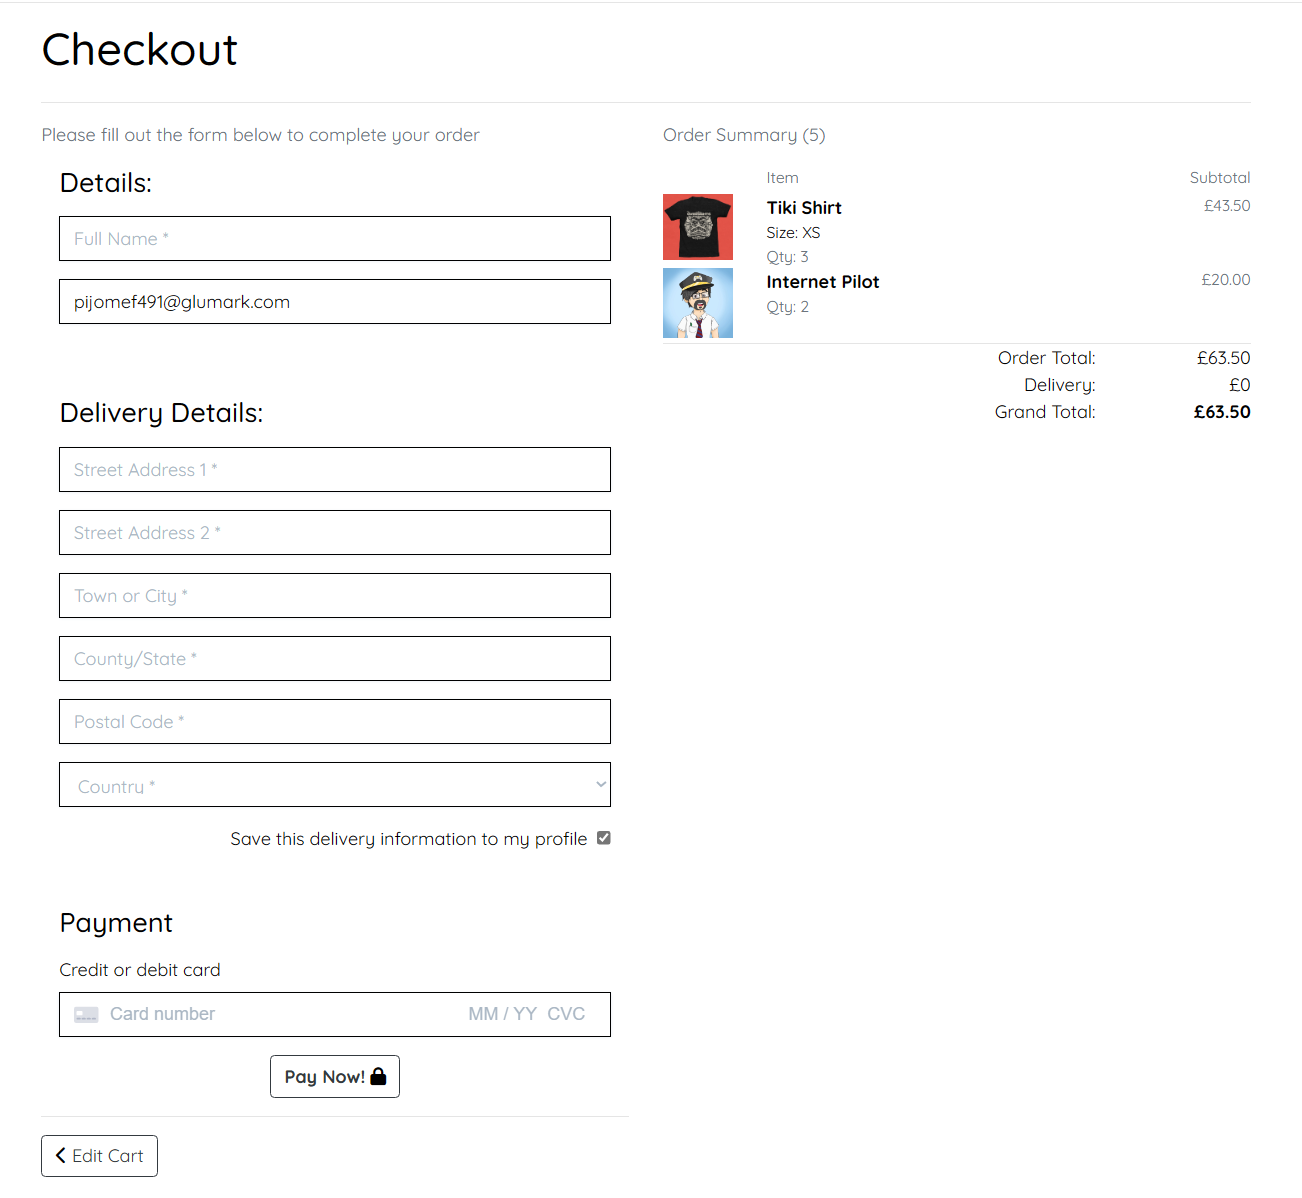 Checkout
Please fill out the form below to complete your order
Details:
Full Name *
pijomef491@glumark.com
Delivery Details:
Street Address 1 *
Street Address 2 *
Town or City *
County/State *
Postal Code *
Country *
Save this delivery information to my profile
Payment
Credit or debit card
Card number MM / YY CVC
Pay Now!
Edit Cart
Order Summary (5)
Item Subtotal
Tiki Shirt £43.50
Size: XS
Qty: 3
Internet Pilot £20.00
Qty: 2
Order Total: £63.50
Delivery: £0
Grand Total: £63.50